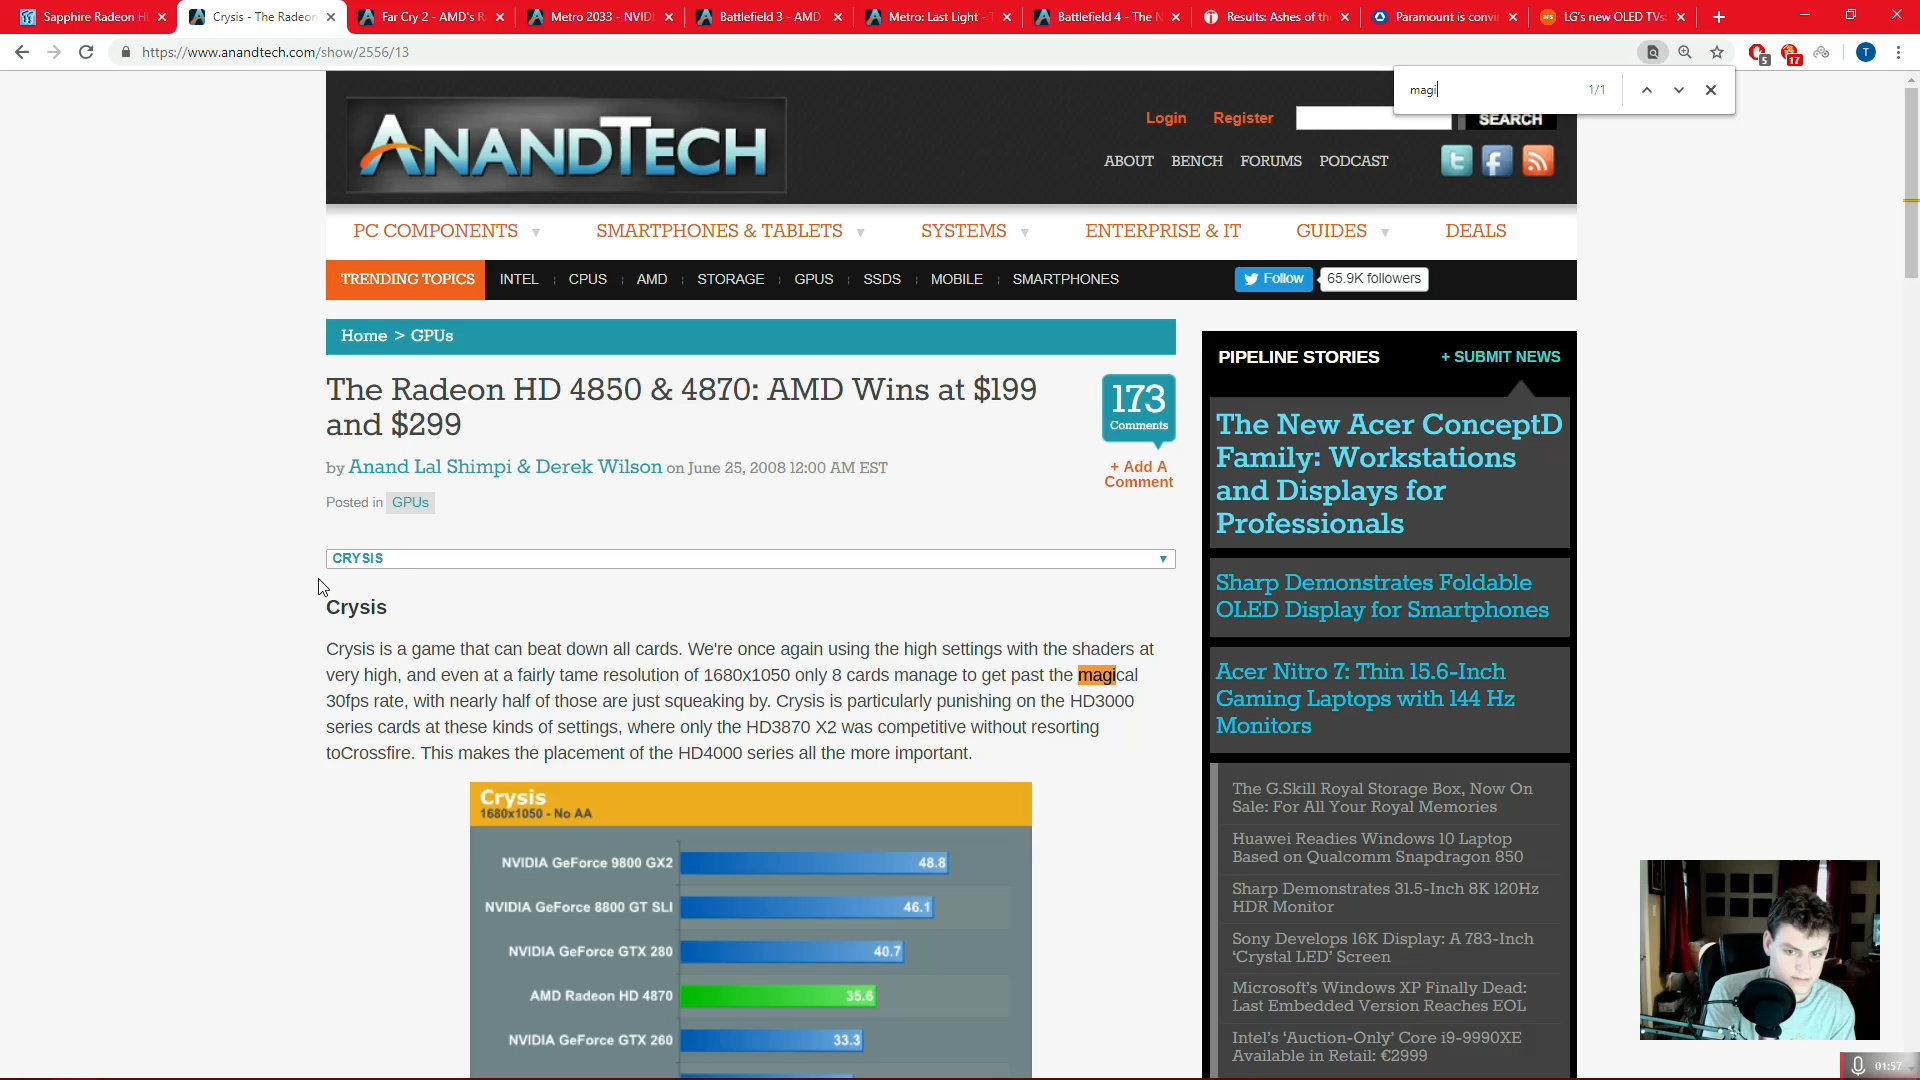 Sapphire Radeon H
Crysis - The Radeon
Far Cry 2 - AMD's R
Metro 2033 - NVIDI
Battlefield 3 - AMD
Metro: Last Light - T
Battlefield 4 - The N
Results: Ashes of th
Paramount is convi
LG's new OLED TVs
https://www.anandtech.com/show/2556/13
5
17
T
magi
1/1
ANANDTECH
Login
Register
SEARCH
ABOUT
BENCH
FORUMS
PODCAST
PC COMPONENTS
SMARTPHONES & TABLETS
SYSTEMS
ENTERPRISE & IT
GUIDES
DEALS
TRENDING TOPICS
INTEL
CPUS
AMD
STORAGE
GPUS
SSDS
MOBILE
SMARTPHONES
Follow
65.9K followers
Home > GPUs
The Radeon HD 4850 & 4870: AMD Wins at $199
and $299
173
Comments
by Anand Lal Shimpi & Derek Wilson on June 25, 2008 12:00 AM EST
+ Add A
Comment
Posted in GPUs
CRYSIS
Crysis
Crysis is a game that can beat down all cards. We're once again using the high settings with the shaders at
very high, and even at a fairly tame resolution of 1680x1050 only 8 cards manage to get past the magical
30fps rate, with nearly half of those are just squeaking by. Crysis is particularly punishing on the HD3000
series cards at these kinds of settings, where only the HD3870 X2 was competitive without resorting
toCrossfire. This makes the placement of the HD4000 series all the more important.
Crysis
1680x1050 - No AA
NVIDIA GeForce 9800 GX2 48.8
NVIDIA GeForce 8800 GT SLI 46.1
NVIDIA GeForce GTX 280 40.7
AMD Radeon HD 4870 35.6
NVIDIA GeForce GTX 260 33.3
PIPELINE STORIES
+ SUBMIT NEWS
The New Acer ConceptD
Family: Workstations
and Displays for
Professionals
Sharp Demonstrates Foldable
OLED Display for Smartphones
Acer Nitro 7: Thin 15.6-Inch
Gaming Laptops with 144 Hz
Monitors
The G.Skill Royal Storage Box, Now On
Sale: For All Your Royal Memories
Huawei Readies Windows 10 Laptop
Based on Qualcomm Snapdragon 850
Sharp Demonstrates 31.5-Inch 8K 120Hz
HDR Monitor
Sony Develops 16K Display: A 783-Inch
‘Crystal LED’ Screen
Microsoft's Windows XP Finally Dead:
Last Embedded Version Reaches EOL
Intel's ‘Auction-Only’ Core i9-9990XE
Available in Retail: €2999
01:57